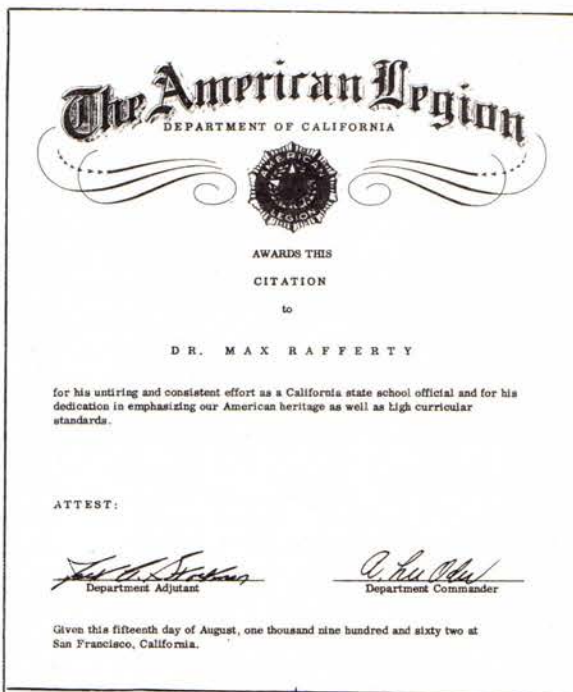 The American Legion
DEPARTMENT OF CALIFORNIA
AMERICAN
LEGION
AWARDS THIS
CITATION
to
DR. MAX RAFFERTY
for his untiring and consistent effort as a California state school official and for his
dedication in emphasizing our American heritage as well as high curricular
standards.
ATTEST:
Department Adjutant
A. Lee Oder
Department Commander
Given this fifteenth day of August, one thousand nine hundred and sixty two at
San Francisco, California.